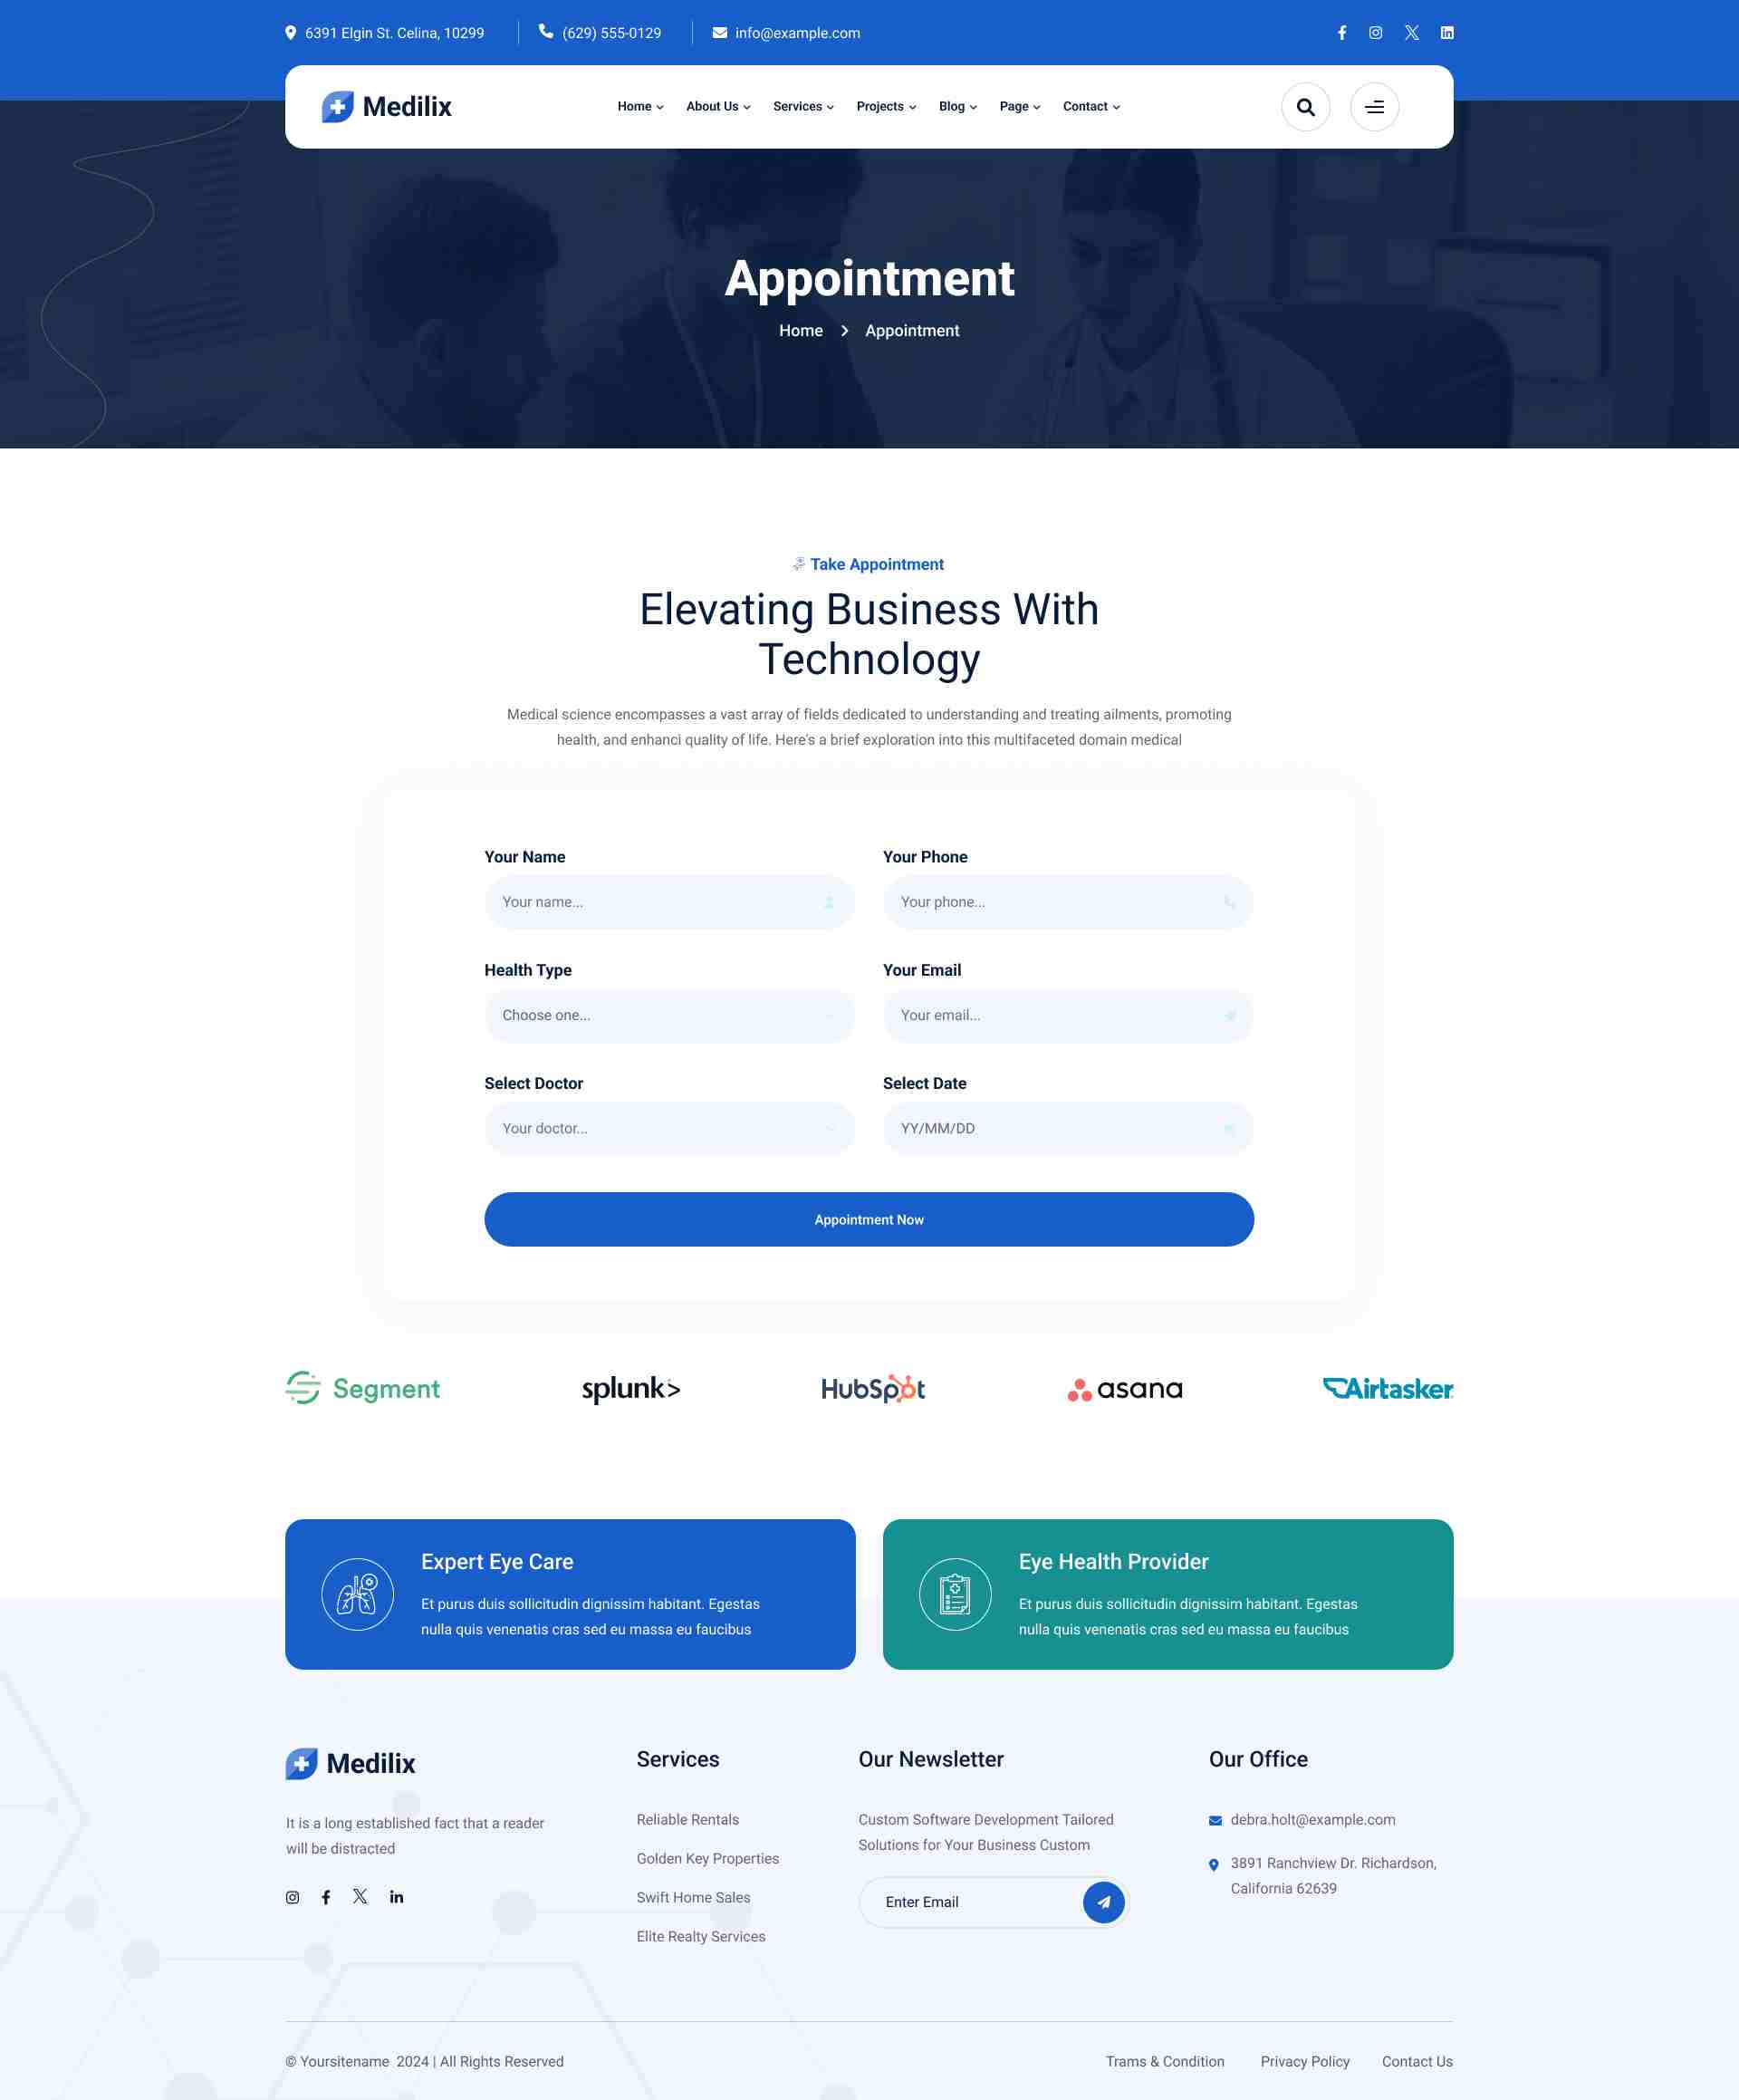 6391 Elgin St. Celina, 10299
(629) 555-0129
info@example.com
Medilix
Home
About Us
Services
Projects
Blog
Page
Contact
Appointment
Home > Appointment
Take Appointment
Elevating Business With
Technology
Medical science encompasses a vast array of fields dedicated to understanding and treating ailments, promoting
health, and enhanci quality of life. Here's a brief exploration into this multifaceted domain medical
Your Name
Your Phone
Your name...
Your phone...
Health Type
Your Email
Choose one...
Your email...
Select Doctor
Select Date
Your doctor...
YY/MM/DD
Appointment Now
Segment
splunk>
HubSpot
asana
Airtasker
Expert Eye Care
Et purus duis sollicitudin dignissim habitant. Egestas
nulla quis venenatis cras sed eu massa eu faucibus
Eye Health Provider
Et purus duis sollicitudin dignissim habitant. Egestas
nulla quis venenatis cras sed eu massa eu faucibus
Medilix
It is a long established fact that a reader
will be distracted
Services
Reliable Rentals
Golden Key Properties
Swift Home Sales
Elite Realty Services
Our Newsletter
Custom Software Development Tailored
Solutions for Your Business Custom
Enter Email
Our Office
debra.holt@example.com
3891 Ranchview Dr. Richardson,
California 62639
© Yoursitename 2024 | All Rights Reserved
Trams & Condition
Privacy Policy
Contact Us